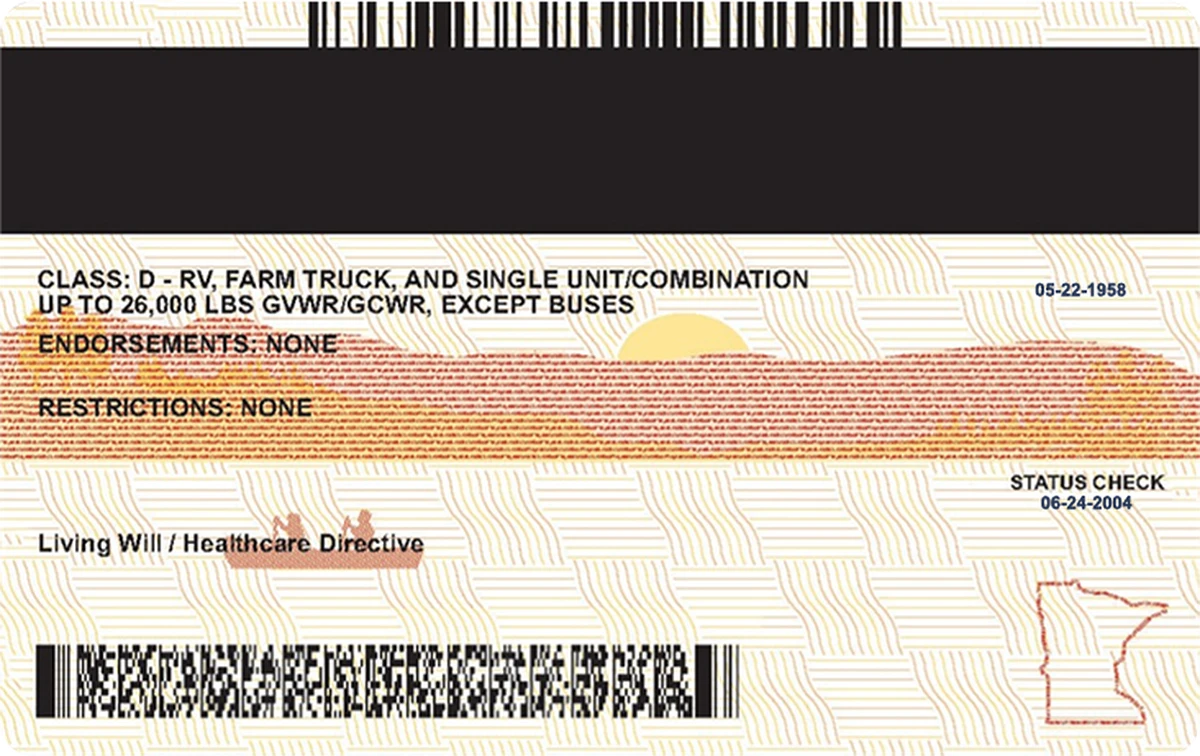 CLASS: D - RV, FARM TRUCK, AND SINGLE UNIT/COMBINATION
UP TO 26,000 LBS GVWR/GCWR, EXCEPT BUSES
05-22-1958
ENDORSEMENTS: NONE
RESTRICTIONS: NONE
STATUS CHECK
06-24-2004
Living Will / Healthcare Directive